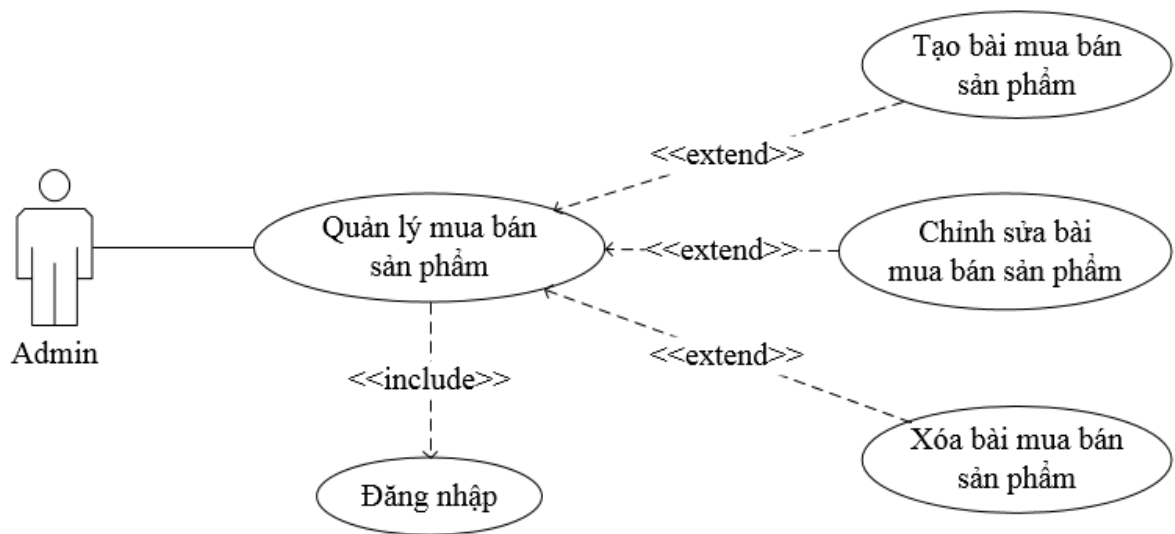 Tạo bài mua bán
sản phẩm
<<extend>>
Quản lý mua bán
sản phẩm
<<extend>>
Chỉnh sửa bài
mua bán sản phẩm
Admin
<<extend>>
<<include>>
Xóa bài mua bán
sản phẩm
Đăng nhập